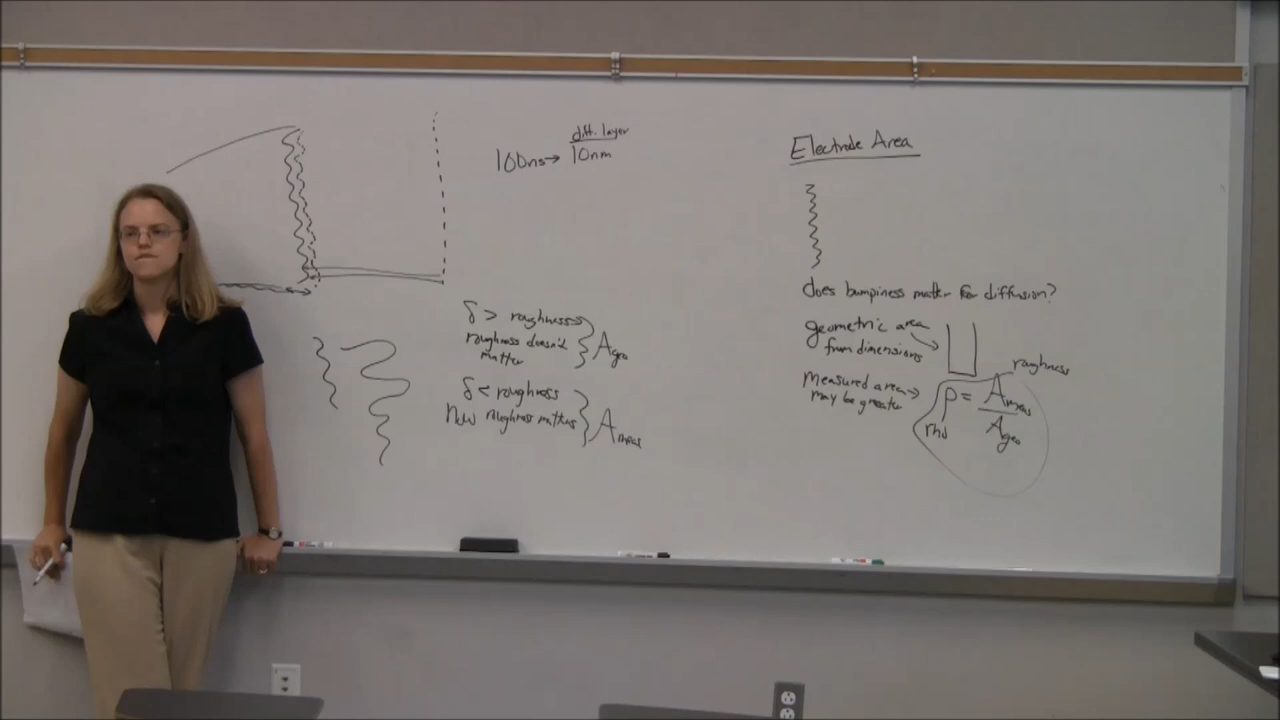 diff. layer
100ns → 10nm
δ > roughness
roughness doesn't
matter
A geo
δ < roughness
Now roughness matters
A meas
Electrode Area
does bumpiness matter for diffusion?
geometric area
from dimensions
roughness
measured area →
may be greater
ρ = A meas / A geo
rho